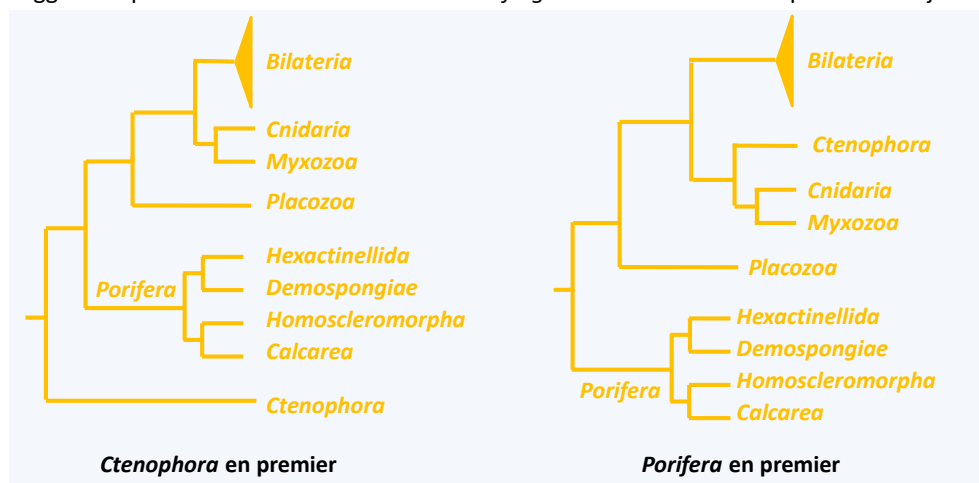 Bilateria
Cnidaria
Myxozoa
Placozoa
Hexactinellida
Porifera
Demospongiae
Homoscleromorpha
Calcarea
Ctenophora
Ctenophora en premier
Bilateria
Ctenophora
Cnidaria
Myxozoa
Placozoa
Hexactinellida
Demospongiae
Homoscleromorpha
Porifera
Calcarea
Porifera en premier